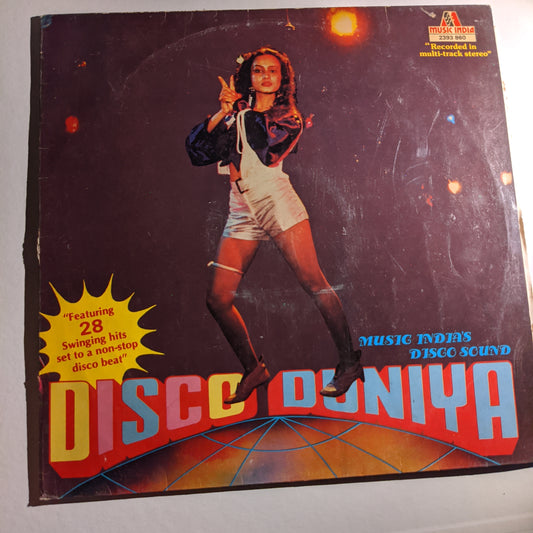 MUSIC INDIA
2393 860
"Recorded in
multi-track stereo"
"Featuring
28
Swinging hits
set to a non-stop
disco beat"
MUSIC INDIA'S
DISCO SOUND
DISCO DUNIYA